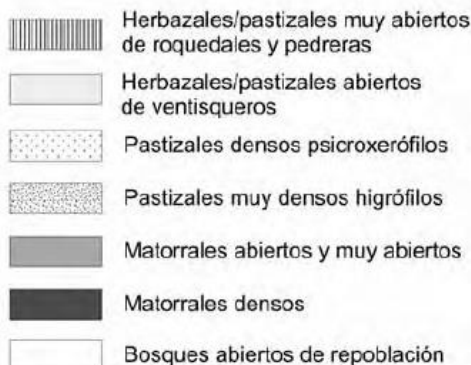 Herbazales/pastizales muy abiertos
de roquedales y pedreras
Herbazales/pastizales abiertos
de ventisqueros
Pastizales densos psicroxerófilos
Pastizales muy densos higrófilos
Matorrales abiertos y muy abiertos
Matorrales densos
Bosques abiertos de repoblación